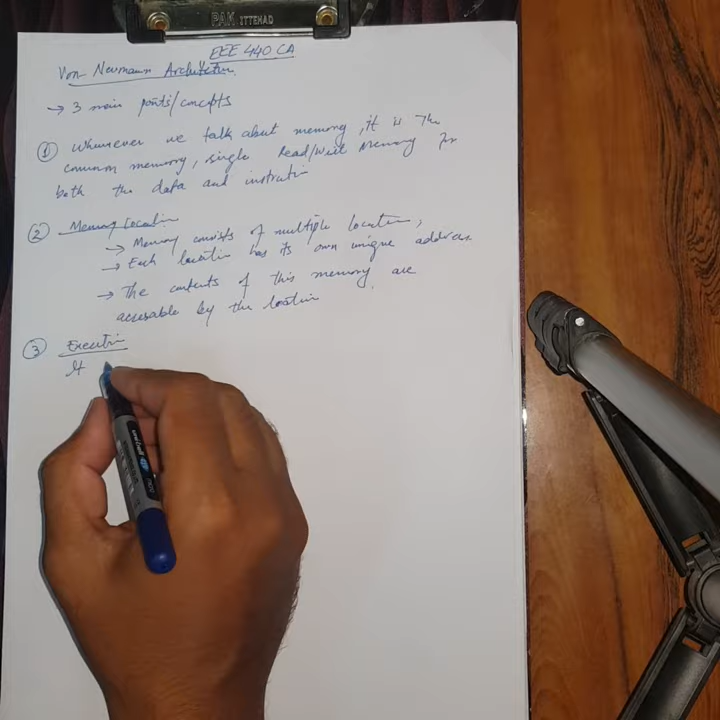 PAK ITTEHAD
EEE 440 CA
Von Neumann Architecture
→ 3 main points/concepts
① Whenever we talk about memory, it is the
common memory, single Read/Write Memory for
both the data and instruction
② Memory Location
→ Memory consists of multiple locations,
→ Each location has its own unique address
→ The contents of this memory are
accessable by the location
③ Execution
It
uniball